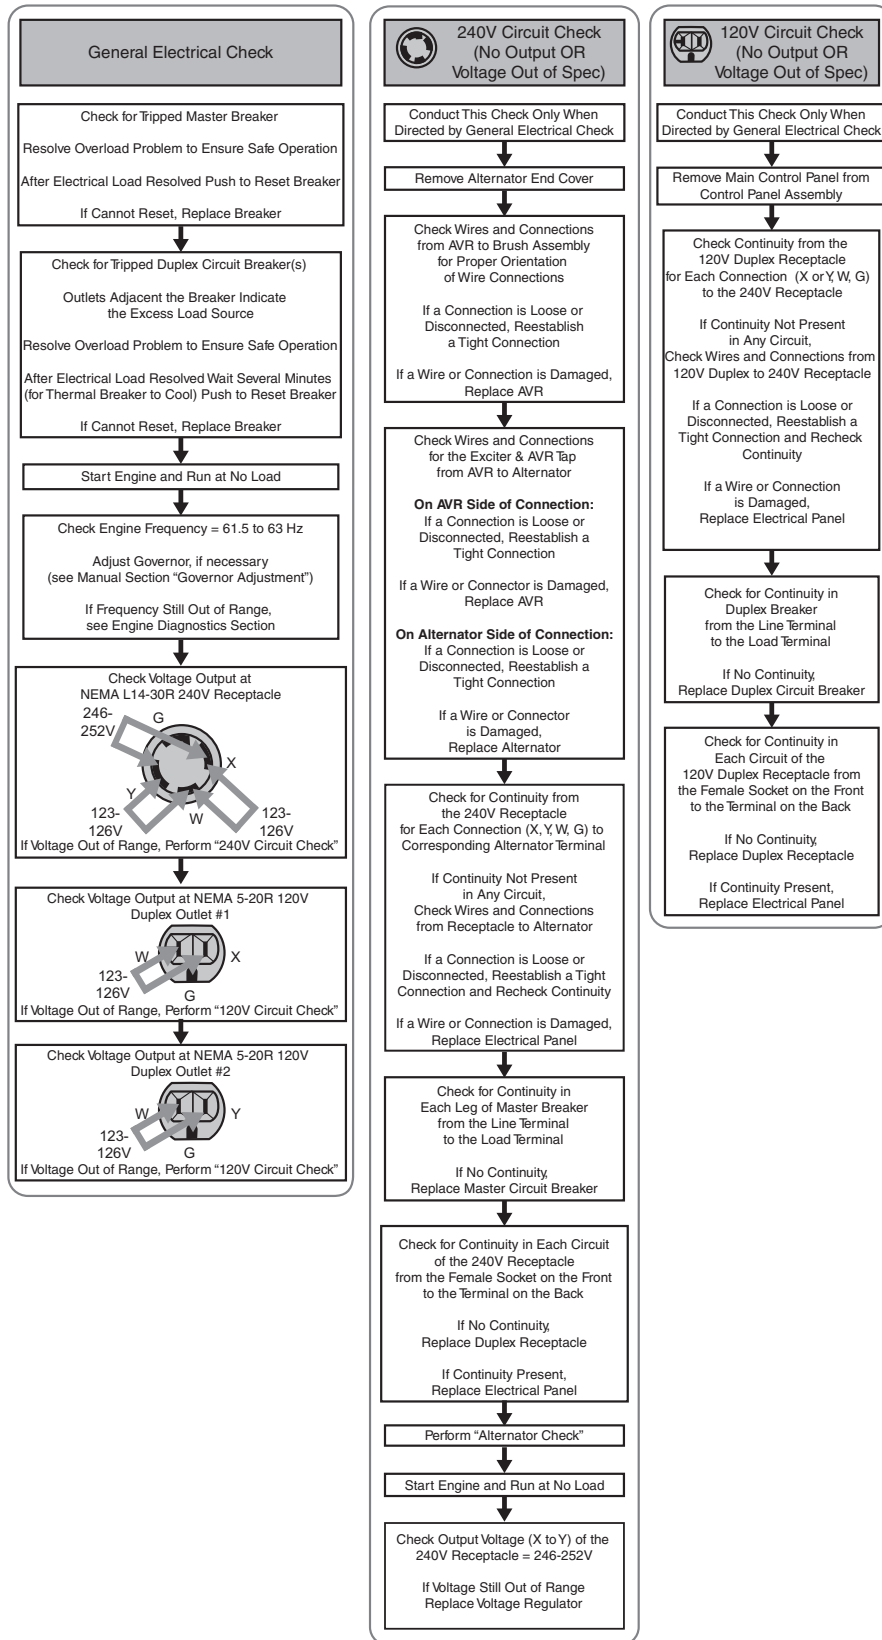 General Electrical Check
Check for Tripped Master Breaker
Resolve Overload Problem to Ensure Safe Operation
After Electrical Load Resolved Push to Reset Breaker
If Cannot Reset, Replace Breaker
Check for Tripped Duplex Circuit Breaker(s)
Outlets Adjacent the Breaker Indicate
the Excess Load Source
Resolve Overload Problem to Ensure Safe Operation
After Electrical Load Resolved Wait Several Minutes
(for Thermal Breaker to Cool) Push to Reset Breaker
If Cannot Reset, Replace Breaker
Start Engine and Run at No Load
Check Engine Frequency = 61.5 to 63 Hz
Adjust Governor, if necessary
(see Manual Section “Governor Adjustment”)
If Frequency Still Out of Range,
see Engine Diagnostics Section
Check Voltage Output at
NEMA L14-30R 240V Receptacle
246-
252V
G
X
Y
W
123-
126V
123-
126V
If Voltage Out of Range, Perform “240V Circuit Check”
Check Voltage Output at NEMA 5-20R 120V
Duplex Outlet #1
W
X
123-
126V
G
If Voltage Out of Range, Perform “120V Circuit Check”
Check Voltage Output at NEMA 5-20R 120V
Duplex Outlet #2
W
Y
123-
126V
G
If Voltage Out of Range, Perform “120V Circuit Check”
240V Circuit Check
(No Output OR
Voltage Out of Spec)
Conduct This Check Only When
Directed by General Electrical Check
Remove Alternator End Cover
Check Wires and Connections
from AVR to Brush Assembly
for Proper Orientation
of Wire Connections
If a Connection is Loose or
Disconnected, Reestablish
a Tight Connection
If a Wire or Connection is Damaged,
Replace AVR
Check Wires and Connections
for the Exciter & AVR Tap
from AVR to Alternator
On AVR Side of Connection:
If a Connection is Loose or
Disconnected, Reestablish a
Tight Connection
If a Wire or Connector is Damaged,
Replace AVR
On Alternator Side of Connection:
If a Connection is Loose or
Disconnected, Reestablish a
Tight Connection
If a Wire or Connector
is Damaged,
Replace Alternator
Check for Continuity from
the 240V Receptacle
for Each Connection (X, Y, W, G) to
Corresponding Alternator Terminal
If Continuity Not Present
in Any Circuit,
Check Wires and Connections
from Receptacle to Alternator
If a Connection is Loose or
Disconnected, Reestablish a Tight
Connection and Recheck Continuity
If a Wire or Connection is Damaged,
Replace Electrical Panel
Check for Continuity in
Each Leg of Master Breaker
from the Line Terminal
to the Load Terminal
If No Continuity,
Replace Master Circuit Breaker
Check for Continuity in Each Circuit
of the 240V Receptacle
from the Female Socket on the Front
to the Terminal on the Back
If No Continuity,
Replace Duplex Receptacle
If Continuity Present,
Replace Electrical Panel
Perform “Alternator Check”
Start Engine and Run at No Load
Check Output Voltage (X to Y) of the
240V Receptacle = 246-252V
If Voltage Still Out of Range
Replace Voltage Regulator
120V Circuit Check
(No Output OR
Voltage Out of Spec)
Conduct This Check Only When
Directed by General Electrical Check
Remove Main Control Panel from
Control Panel Assembly
Check Continuity from the
120V Duplex Receptacle
for Each Connection (X or Y, W, G)
to the 240V Receptacle
If Continuity Not Present
in Any Circuit,
Check Wires and Connections from
120V Duplex to 240V Receptacle
If a Connection is Loose or
Disconnected, Reestablish a
Tight Connection and Recheck
Continuity
If a Wire or Connection
is Damaged,
Replace Electrical Panel
Check for Continuity in
Duplex Breaker
from the Line Terminal
to the Load Terminal
If No Continuity,
Replace Duplex Circuit Breaker
Check for Continuity in
Each Circuit of the
120V Duplex Receptacle from
the Female Socket on the Front
to the Terminal on the Back
If No Continuity,
Replace Duplex Receptacle
If Continuity Present,
Replace Electrical Panel